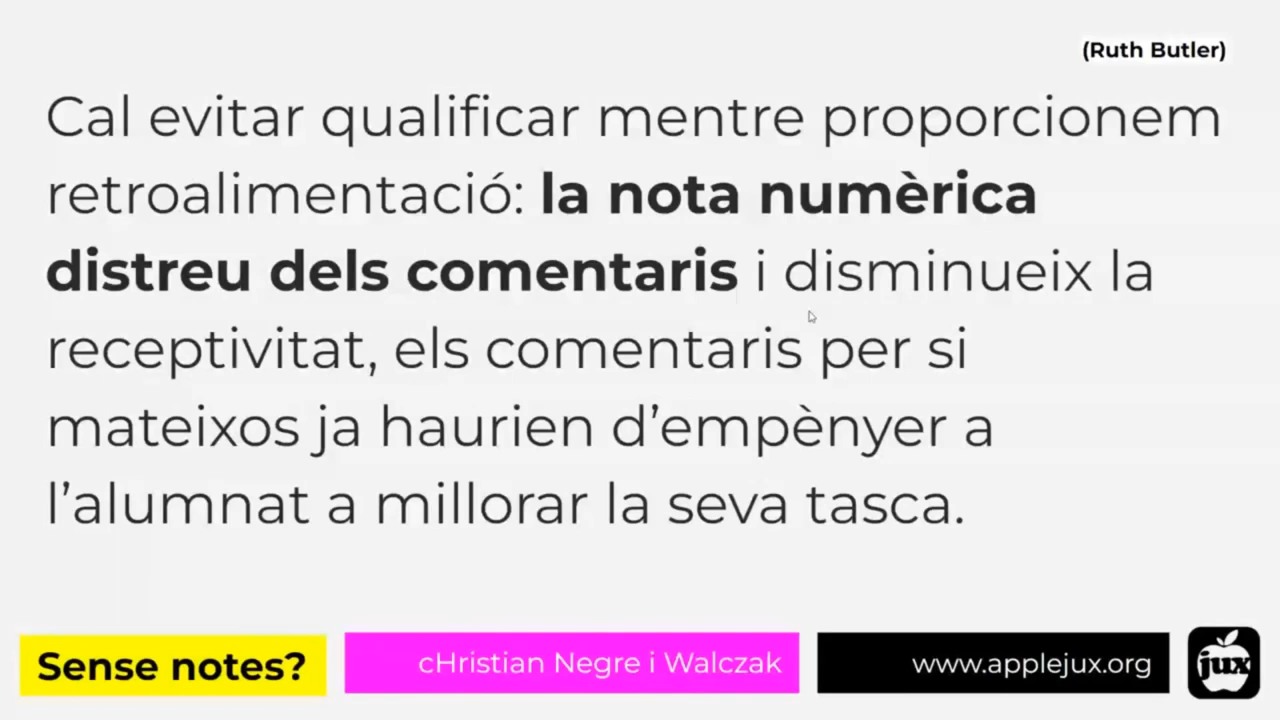 (Ruth Butler)
Cal evitar qualificar mentre proporcionem
retroalimentació: la nota numèrica
distreu dels comentaris i disminueix la
receptivitat, els comentaris per si
mateixos ja haurien d’empènyer a
l’alumnat a millorar la seva tasca.
Sense notes?
cHristian Negre i Walczak
www.applejux.org
jux